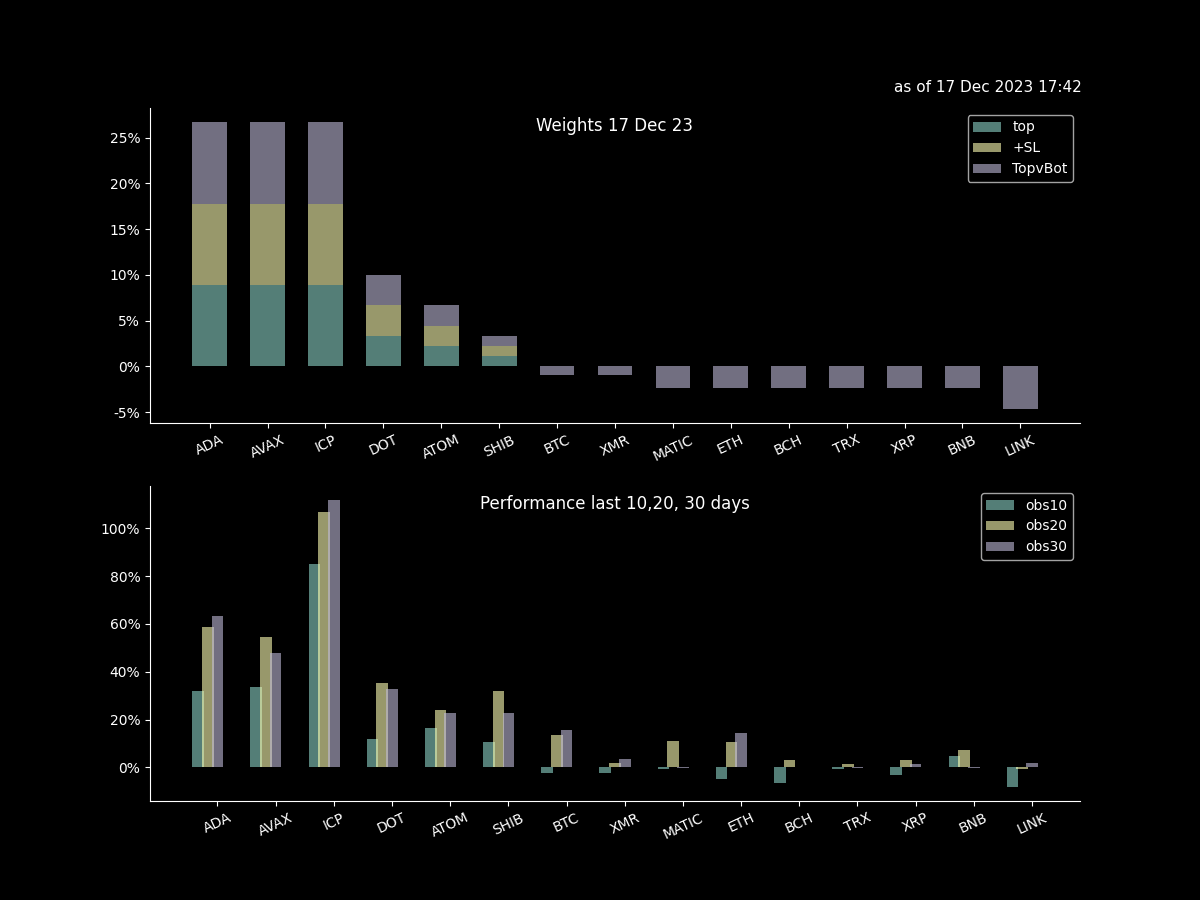 as of 17 Dec 2023 17:42
Weights 17 Dec 23
top
+SL
TopvBot
25%
20%
15%
10%
5%
0%
-5%
ADA AVAX ICP DOT ATOM SHIB BTC XMR MATIC ETH BCH TRX XRP BNB LINK
Performance last 10,20, 30 days
obs10
obs20
obs30
100%
80%
60%
40%
20%
0%
ADA AVAX ICP DOT ATOM SHIB BTC XMR MATIC ETH BCH TRX XRP BNB LINK